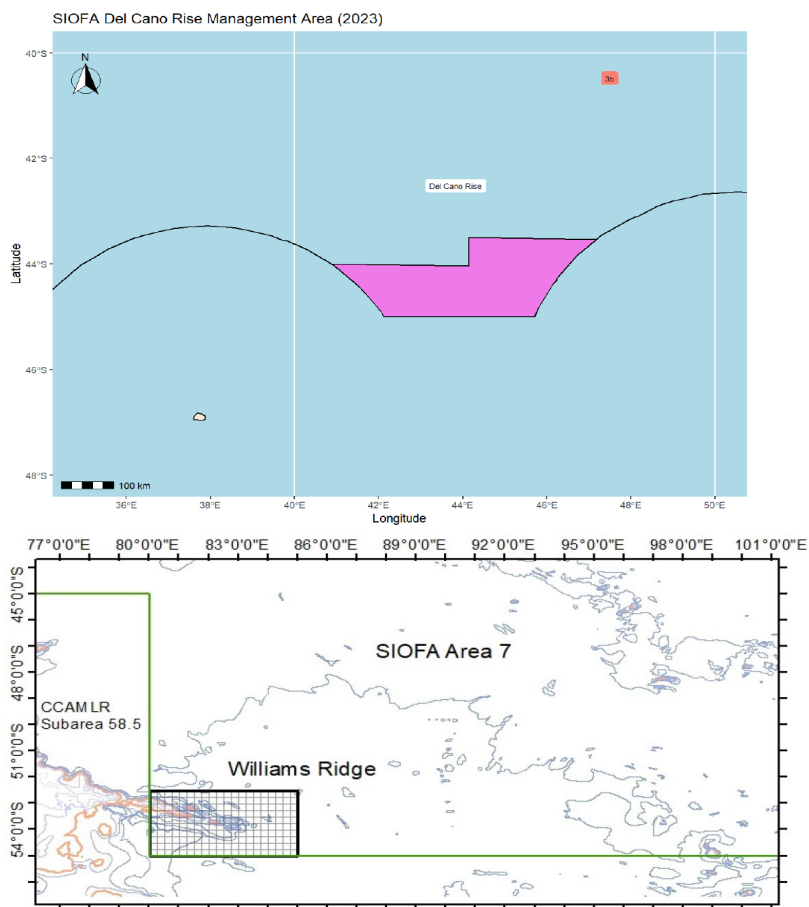 SIOFA Del Cano Rise Management Area (2023)
40°S
N
3b
42°S
Del Cano Rise
Latitude
44°S
46°S
48°S
100 km
36°E 38°E 40°E 42°E 44°E 46°E 48°E 50°E
Longitude
77°0'0"E 80°0'0"E 83°0'0"E 86°0'0"E 89°0'0"E 92°0'0"E 95°0'0"E 98°0'0"E 101°0'0"E
45°0'0"S
SIOFA Area 7
48°0'0"S
CCAMLR
Subarea 58.5
51°0'0"S
Williams Ridge
54°0'0"S